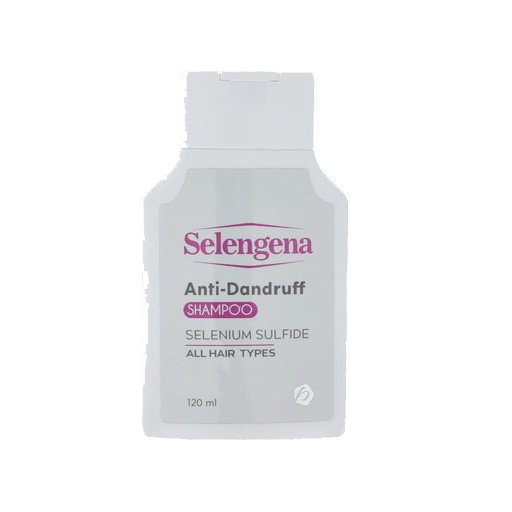 Selengena
Anti-Dandruff
SHAMPOO
SELENIUM SULFIDE
ALL HAIR TYPES
120 ml